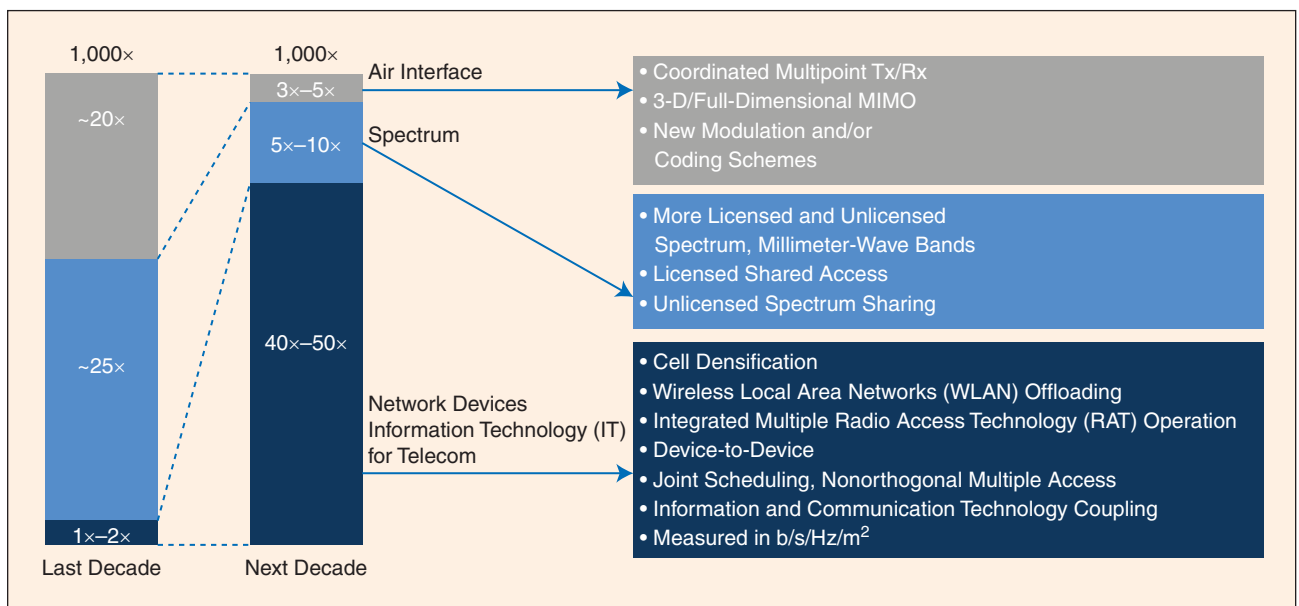 1,000×
~20×
~25×
1×–2×
Last Decade
1,000×
3×–5×
5×–10×
40×–50×
Next Decade
Air Interface
Spectrum
Network Devices
Information Technology (IT)
for Telecom
• Coordinated Multipoint Tx/Rx
• 3-D/Full-Dimensional MIMO
• New Modulation and/or
Coding Schemes
• More Licensed and Unlicensed
Spectrum, Millimeter-Wave Bands
• Licensed Shared Access
• Unlicensed Spectrum Sharing
• Cell Densification
• Wireless Local Area Networks (WLAN) Offloading
• Integrated Multiple Radio Access Technology (RAT) Operation
• Device-to-Device
• Joint Scheduling, Nonorthogonal Multiple Access
• Information and Communication Technology Coupling
• Measured in b/s/Hz/m²